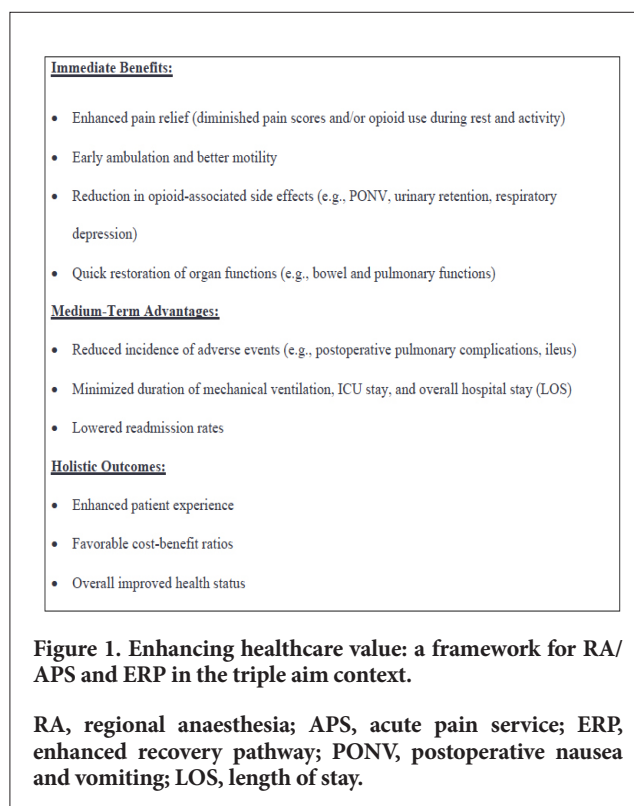 Immediate Benefits:
• Enhanced pain relief (diminished pain scores and/or opioid use during rest and activity)
• Early ambulation and better motility
• Reduction in opioid-associated side effects (e.g., PONV, urinary retention, respiratory
depression)
• Quick restoration of organ functions (e.g., bowel and pulmonary functions)
Medium-Term Advantages:
• Reduced incidence of adverse events (e.g., postoperative pulmonary complications, ileus)
• Minimized duration of mechanical ventilation, ICU stay, and overall hospital stay (LOS)
• Lowered readmission rates
Holistic Outcomes:
• Enhanced patient experience
• Favorable cost-benefit ratios
• Overall improved health status
Figure 1. Enhancing healthcare value: a framework for RA/
APS and ERP in the triple aim context.
RA, regional anaesthesia; APS, acute pain service; ERP,
enhanced recovery pathway; PONV, postoperative nausea
and vomiting; LOS, length of stay.